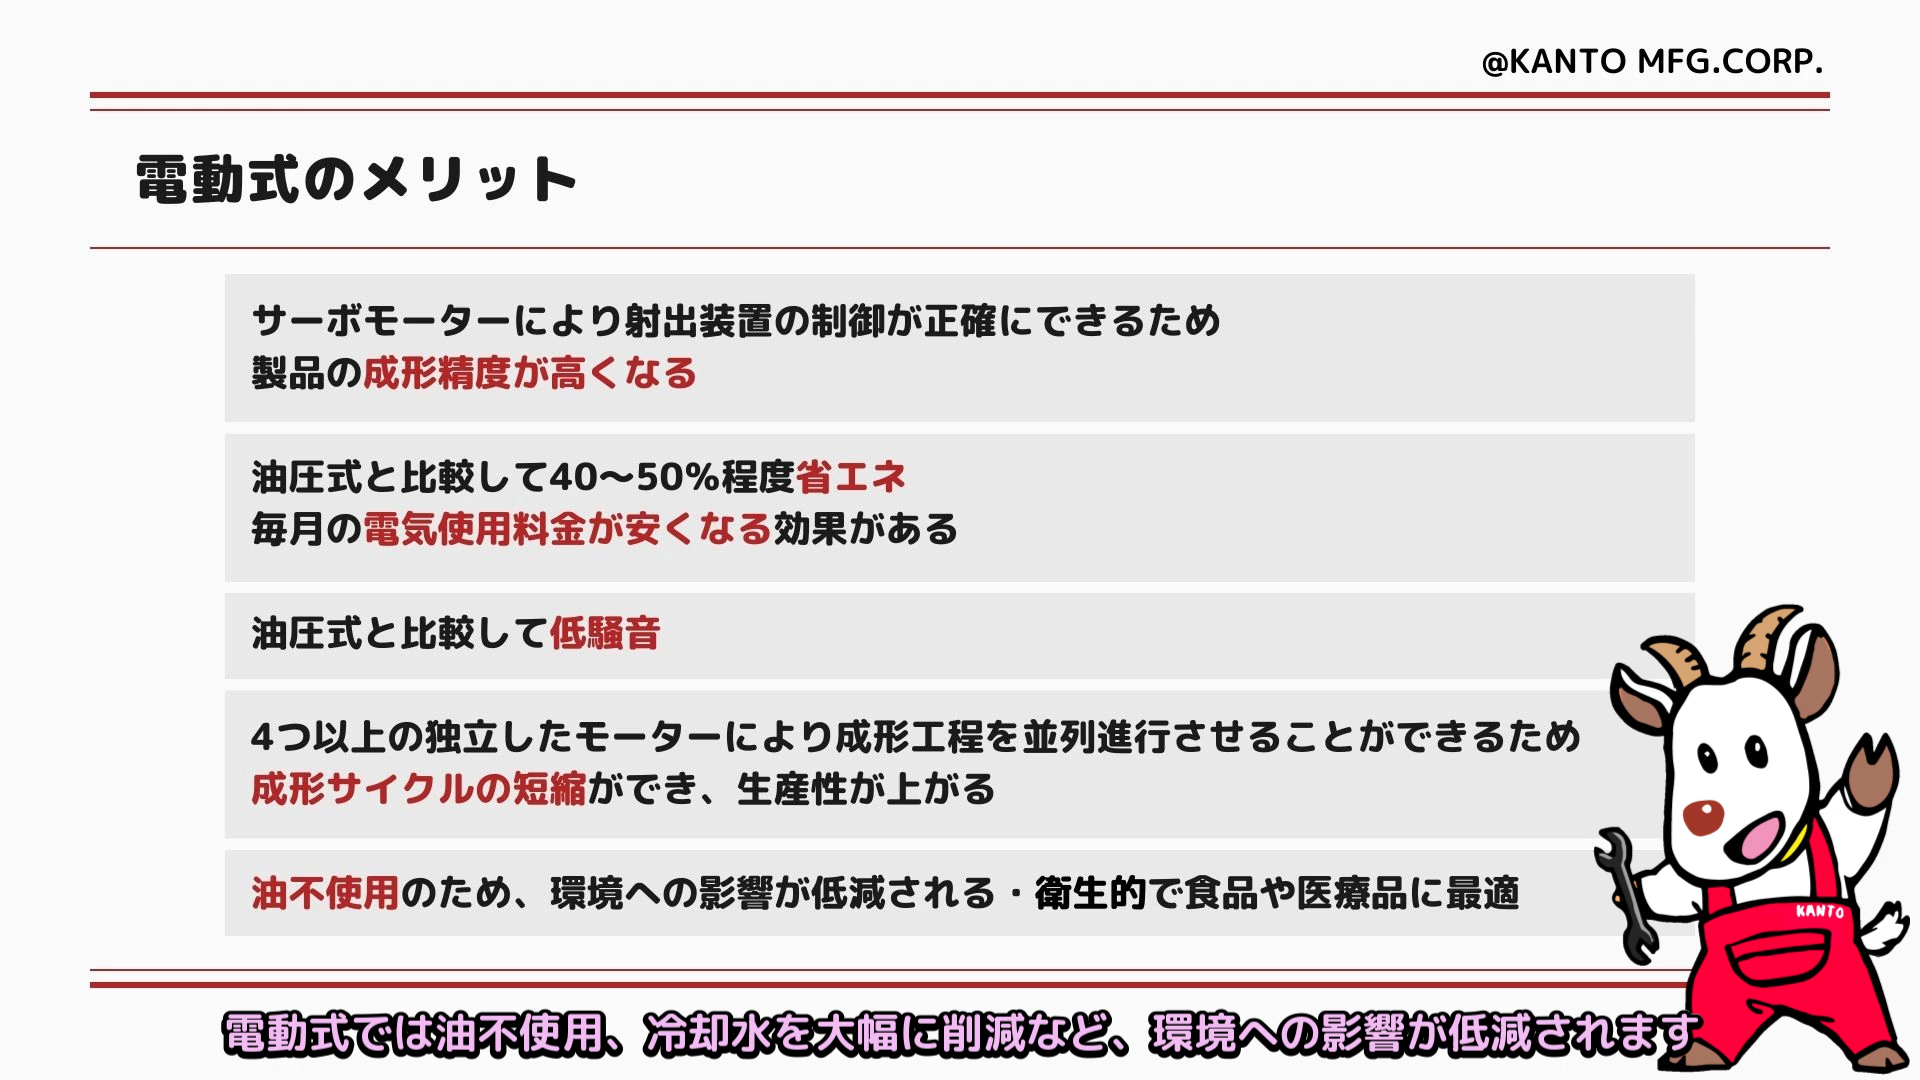 @KANTO MFG.CORP.
電動式のメリット
サーボモーターにより射出装置の制御が正確にできるため
製品の成形精度が高くなる
油圧式と比較して40〜50%程度省エネ
毎月の電気使用料金が安くなる効果がある
油圧式と比較して低騒音
4つ以上の独立したモーターにより成形工程を並列進行させることができるため
成形サイクルの短縮ができ、生産性が上がる
油不使用のため、環境への影響が低減される・衛生的で食品や医療品に最適
KANTO
電動式では油不使用、冷却水を大幅に削減など、環境への影響が低減されます